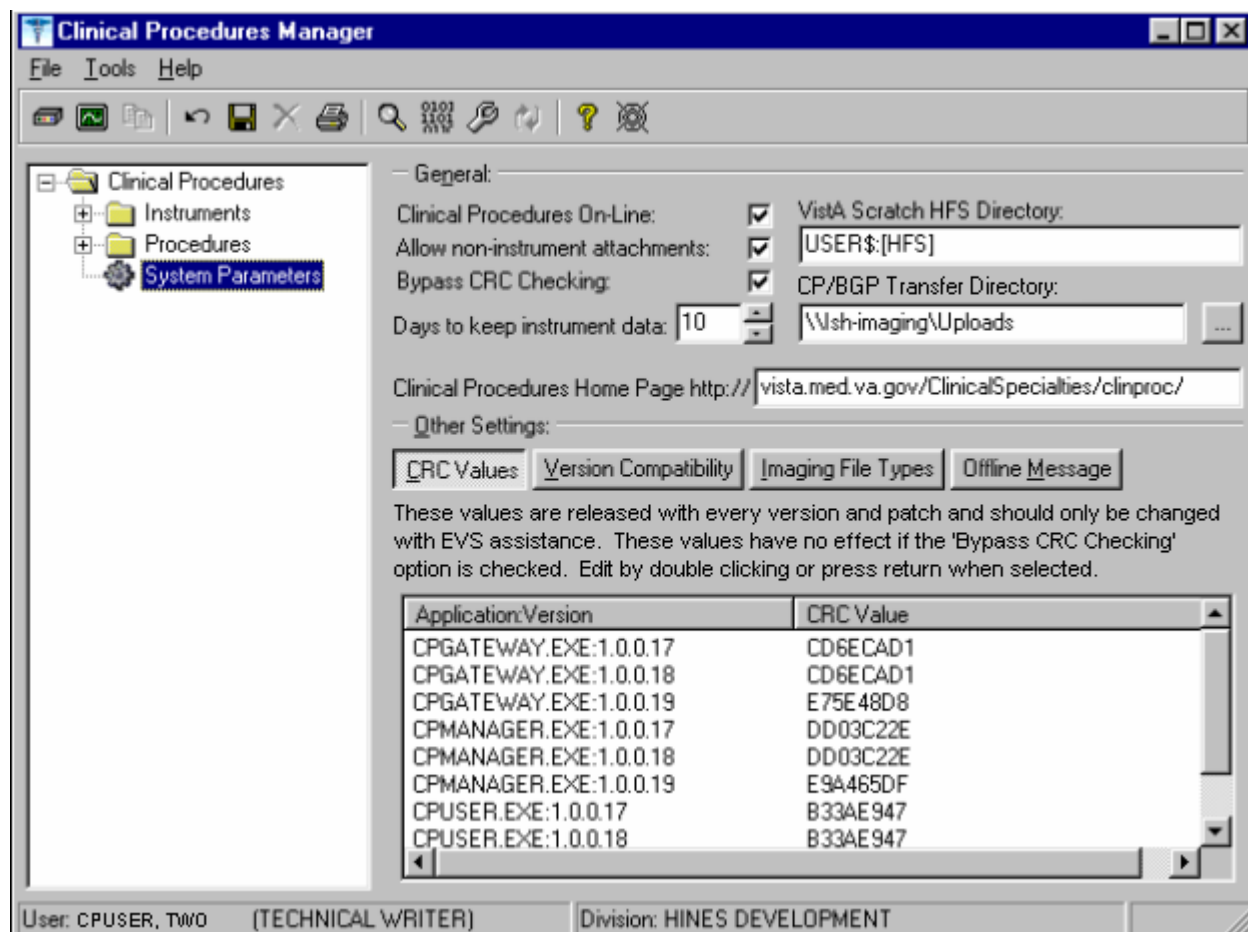 Clinical Procedures Manager
File Tools Help
Clinical Procedures
Instruments
Procedures
System Parameters
General:
Clinical Procedures On-Line:
Allow non-instrument attachments:
Bypass CRC Checking:
Days to keep instrument data: 10
VistA Scratch HFS Directory:
USER$:[HFS]
CP/BGP Transfer Directory:
\\Ish-imaging\Uploads
...
Clinical Procedures Home Page http:// vista.med.va.gov/ClinicalSpecialties/clinproc/
Other Settings:
CRC Values Version Compatibility Imaging File Types Offline Message
These values are released with every version and patch and should only be changed
with EVS assistance. These values have no effect if the 'Bypass CRC Checking'
option is checked. Edit by double clicking or press return when selected.
Application:Version CRC Value
CPGATEWAY.EXE:1.0.0.17 CD6ECAD1
CPGATEWAY.EXE:1.0.0.18 CD6ECAD1
CPGATEWAY.EXE:1.0.0.19 E75E48D8
CPMANAGER.EXE:1.0.0.17 DD03C22E
CPMANAGER.EXE:1.0.0.18 DD03C22E
CPMANAGER.EXE:1.0.0.19 E9A465DF
CPUSER.EXE:1.0.0.17 B33AE947
CPUSER.EXE:1.0.0.18 B33AE947
User: CPUSER, TWO (TECHNICAL WRITER) Division: HINES DEVELOPMENT